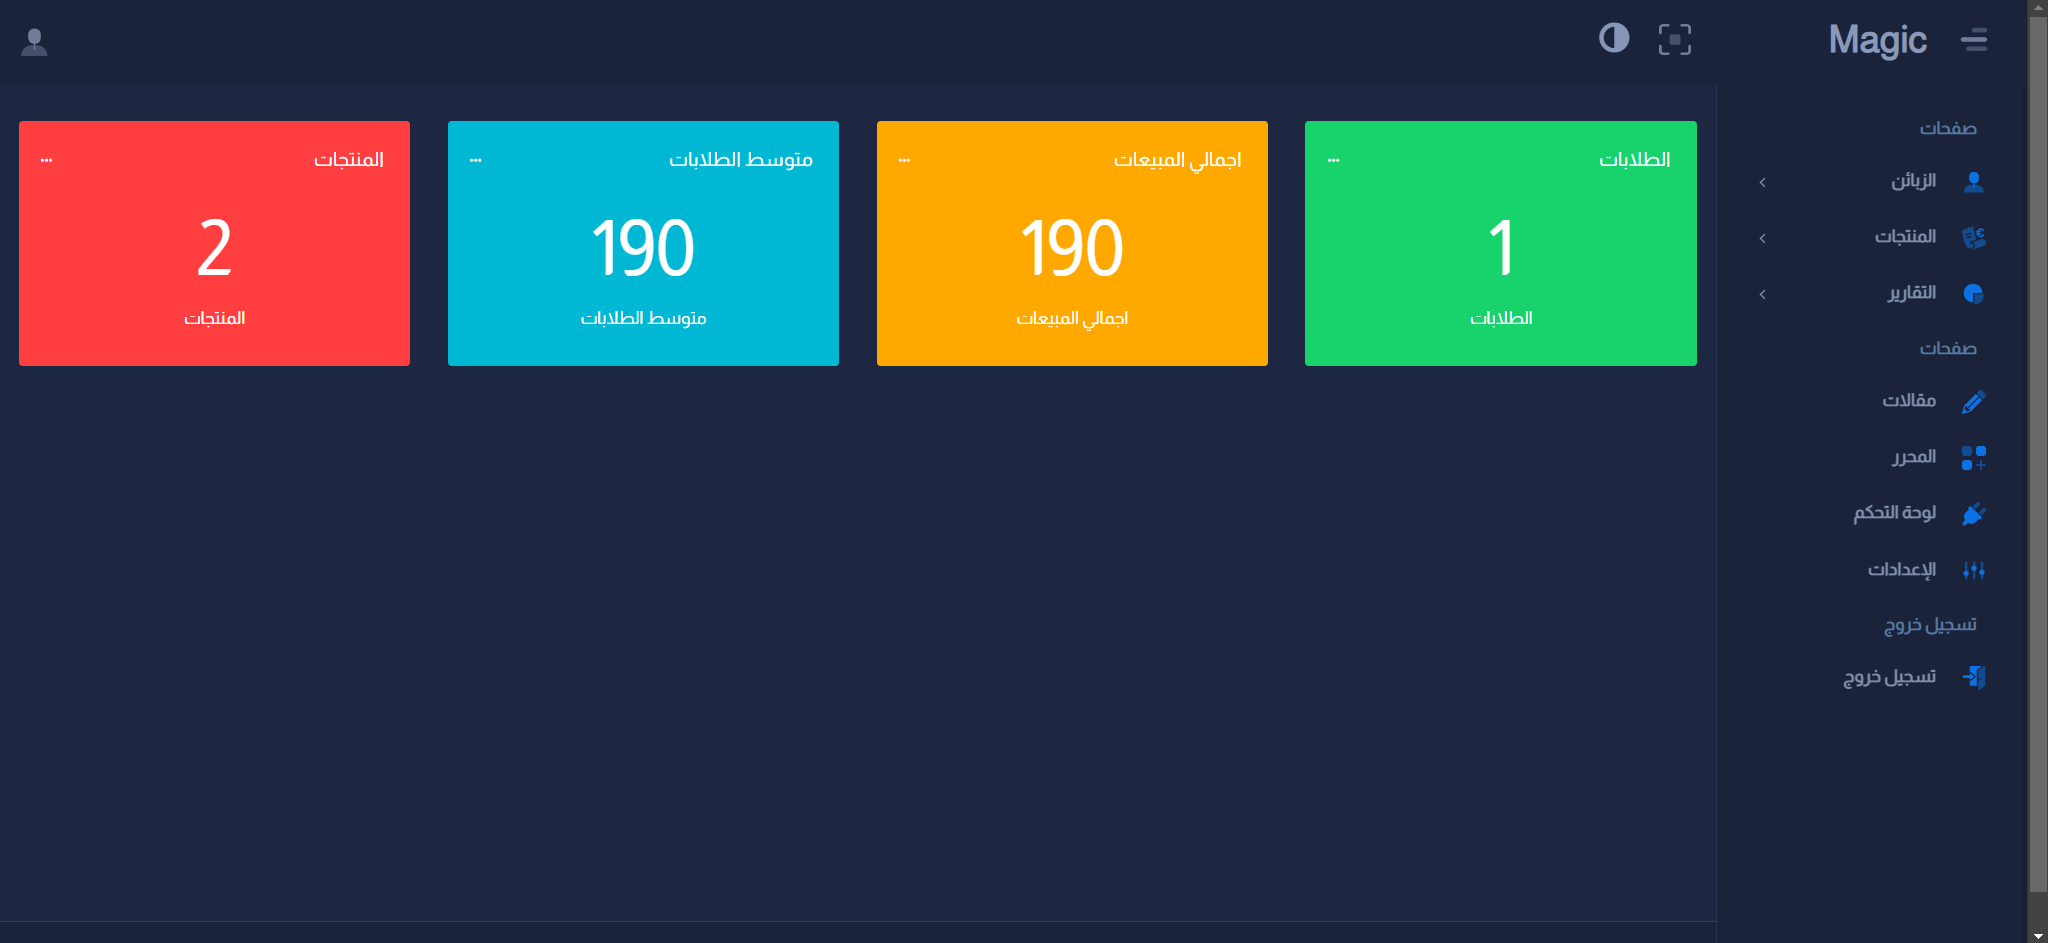 Magic
صفحات
الزبائن
المنتجات
التقارير
صفحات
مقالات
المحرر
لوحة التحكم
الإعدادات
تسجيل خروج
تسجيل خروج
الطلابات
...
1
الطلابات
اجمالي المبيعات
...
190
اجمالي المبيعات
متوسط الطلابات
...
190
متوسط الطلابات
المنتجات
...
2
المنتجات